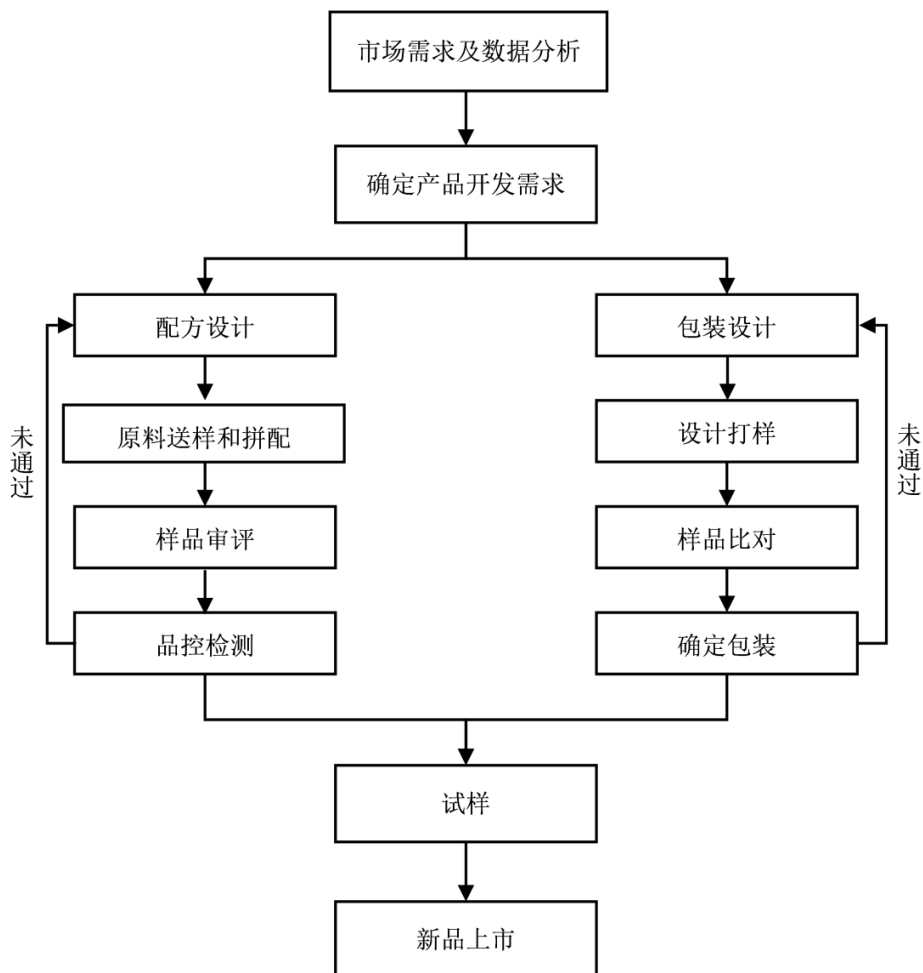 市场需求及数据分析
确定产品开发需求
配方设计
包装设计
原料送样和拼配
设计打样
未通过
未通过
样品审评
样品比对
品控检测
确定包装
试样
新品上市